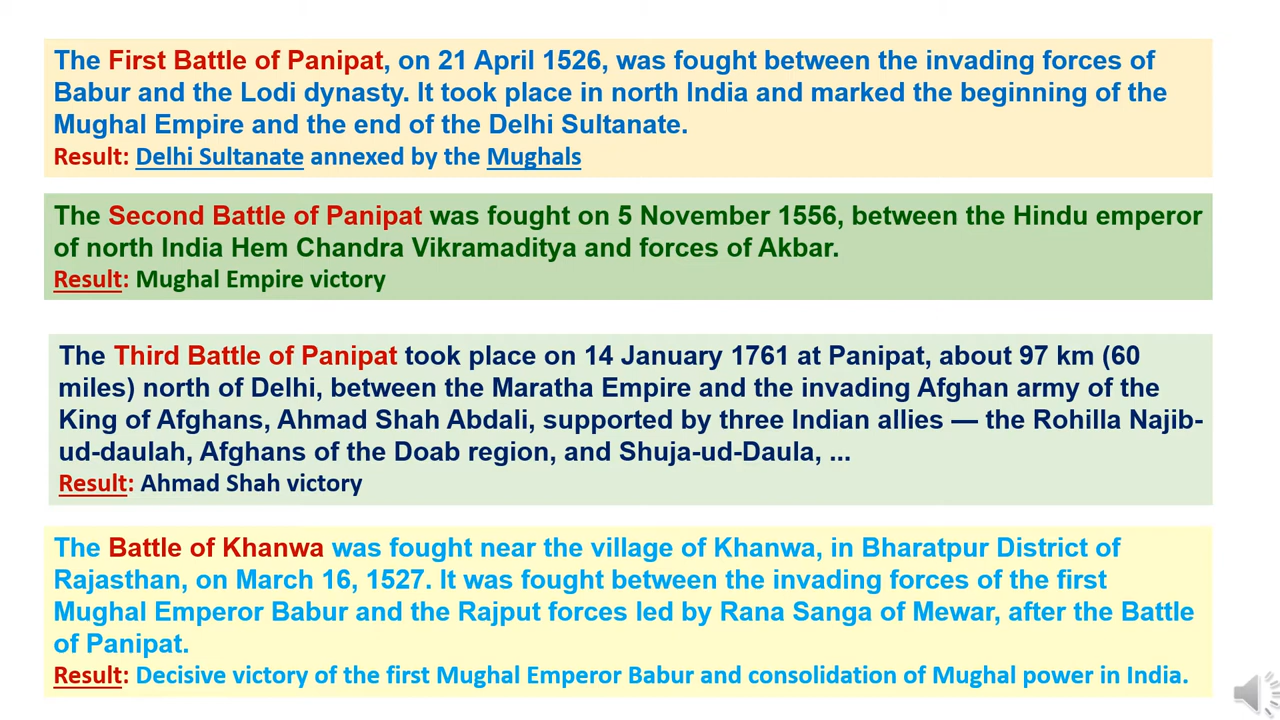 The First Battle of Panipat, on 21 April 1526, was fought between the invading forces of
Babur and the Lodi dynasty. It took place in north India and marked the beginning of the
Mughal Empire and the end of the Delhi Sultanate.
Result: Delhi Sultanate annexed by the Mughals
The Second Battle of Panipat was fought on 5 November 1556, between the Hindu emperor
of north India Hem Chandra Vikramaditya and forces of Akbar.
Result: Mughal Empire victory
The Third Battle of Panipat took place on 14 January 1761 at Panipat, about 97 km (60
miles) north of Delhi, between the Maratha Empire and the invading Afghan army of the
King of Afghans, Ahmad Shah Abdali, supported by three Indian allies — the Rohilla Najib-
ud-daulah, Afghans of the Doab region, and Shuja-ud-Daula, ...
Result: Ahmad Shah victory
The Battle of Khanwa was fought near the village of Khanwa, in Bharatpur District of
Rajasthan, on March 16, 1527. It was fought between the invading forces of the first
Mughal Emperor Babur and the Rajput forces led by Rana Sanga of Mewar, after the Battle
of Panipat.
Result: Decisive victory of the first Mughal Emperor Babur and consolidation of Mughal power in India.